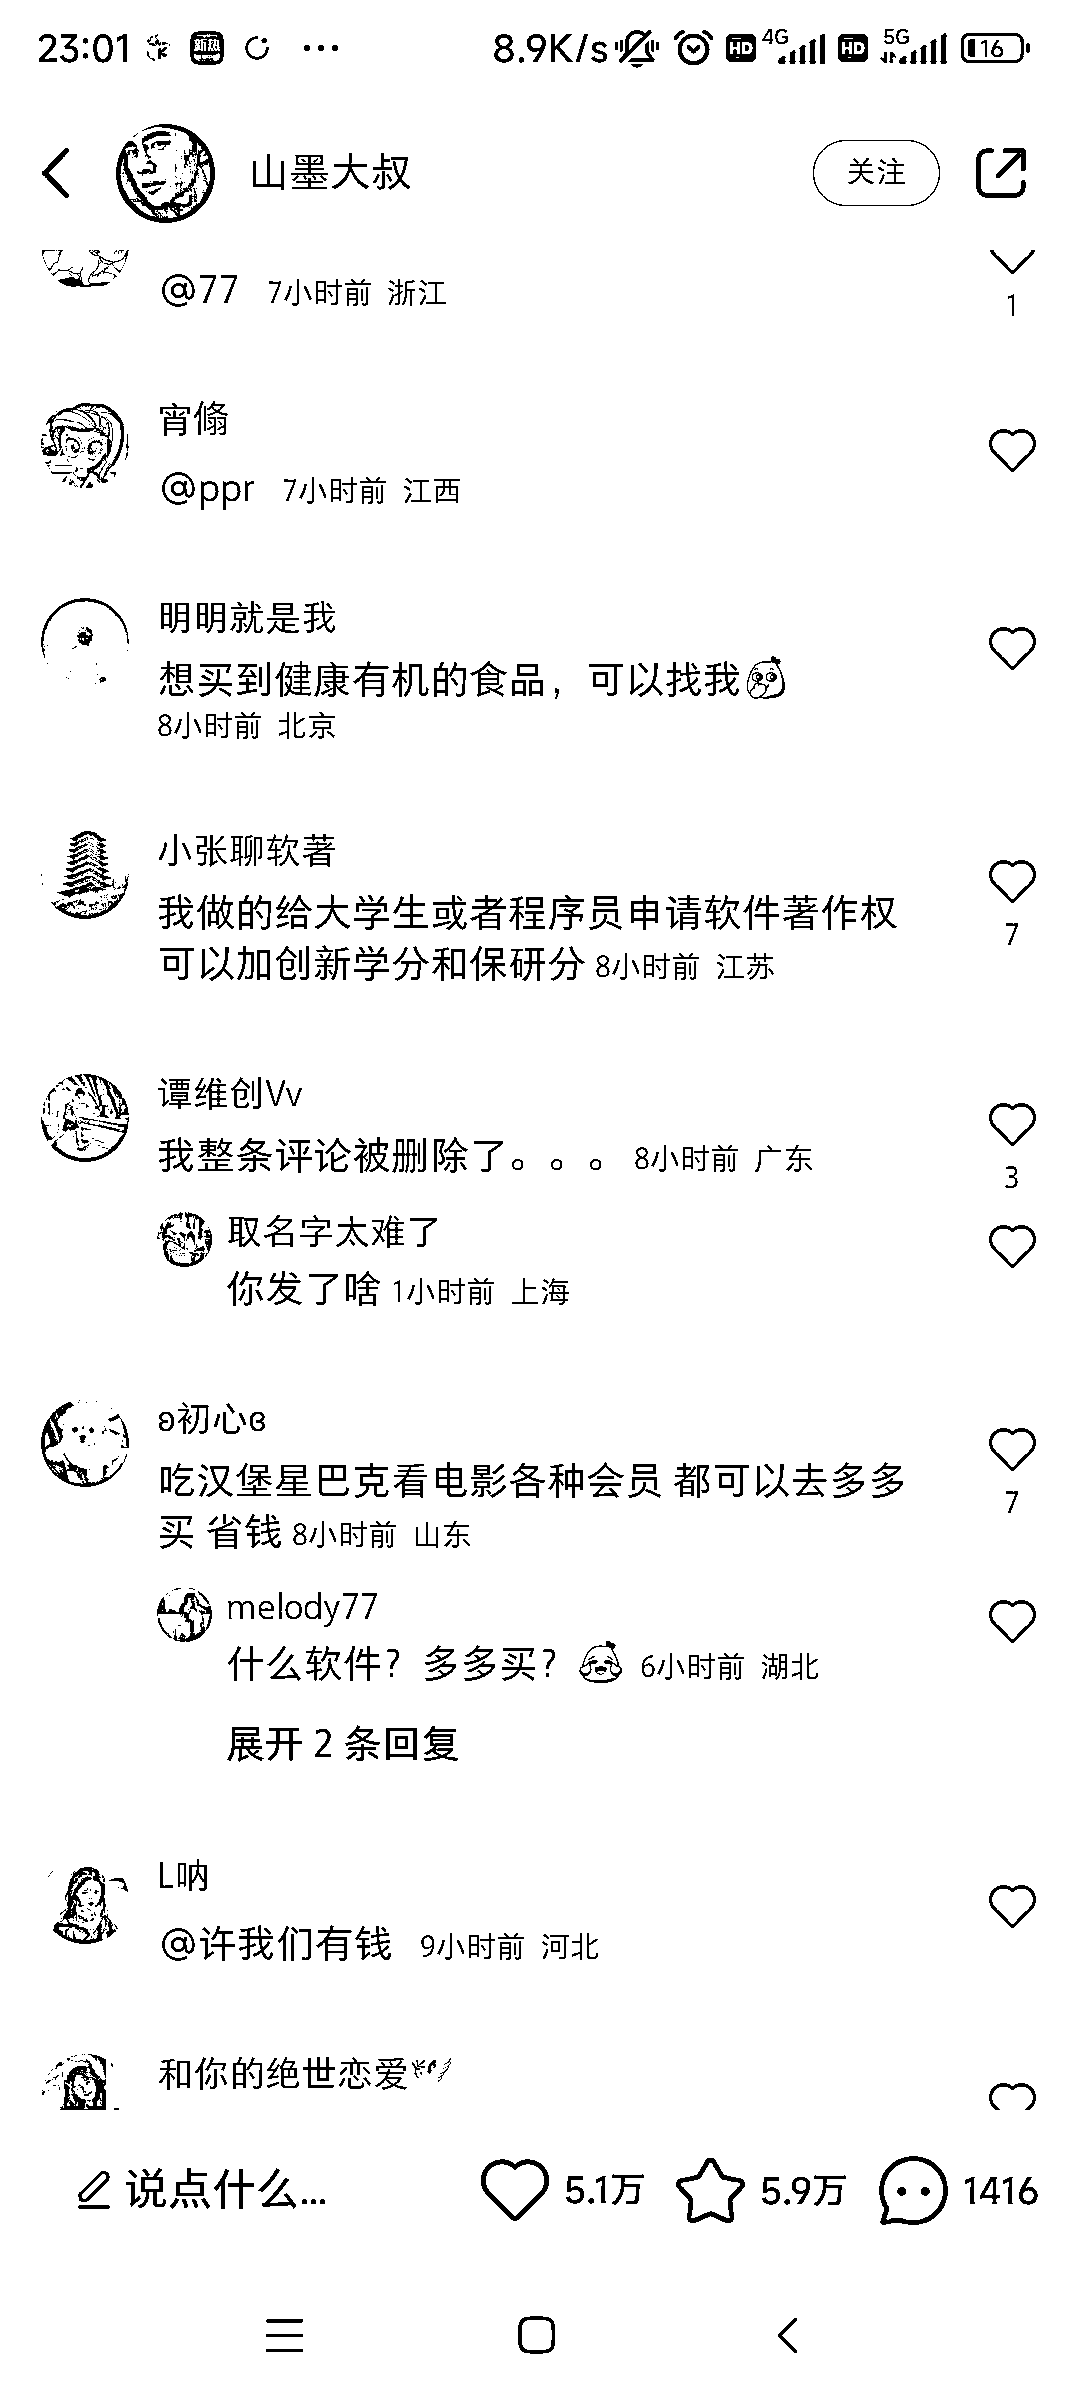 23:01 新热 ... 8.9K/s HD 4G HD 5G 16
山墨大叔 关注
@77 7小时前 浙江
1
宵翛
@ppr 7小时前 江西
明明就是我
想买到健康有机的食品，可以找我
8小时前 北京
小张聊软著
我做的给大学生或者程序员申请软件著作权
7
可以加创新学分和保研分 8小时前 江苏
谭维创Vv
我整条评论被删除了。。。 8小时前 广东
3
取名字太难了
你发了啥 1小时前 上海
ʚ初心ɞ
吃汉堡星巴克看电影各种会员 都可以去多多
7
买 省钱 8小时前 山东
melody77
什么软件？多多买？ 6小时前 湖北
展开 2 条回复
L呐
@许我们有钱 9小时前 河北
和你的绝世恋爱
说点什么... 5.1万 5.9万 1416